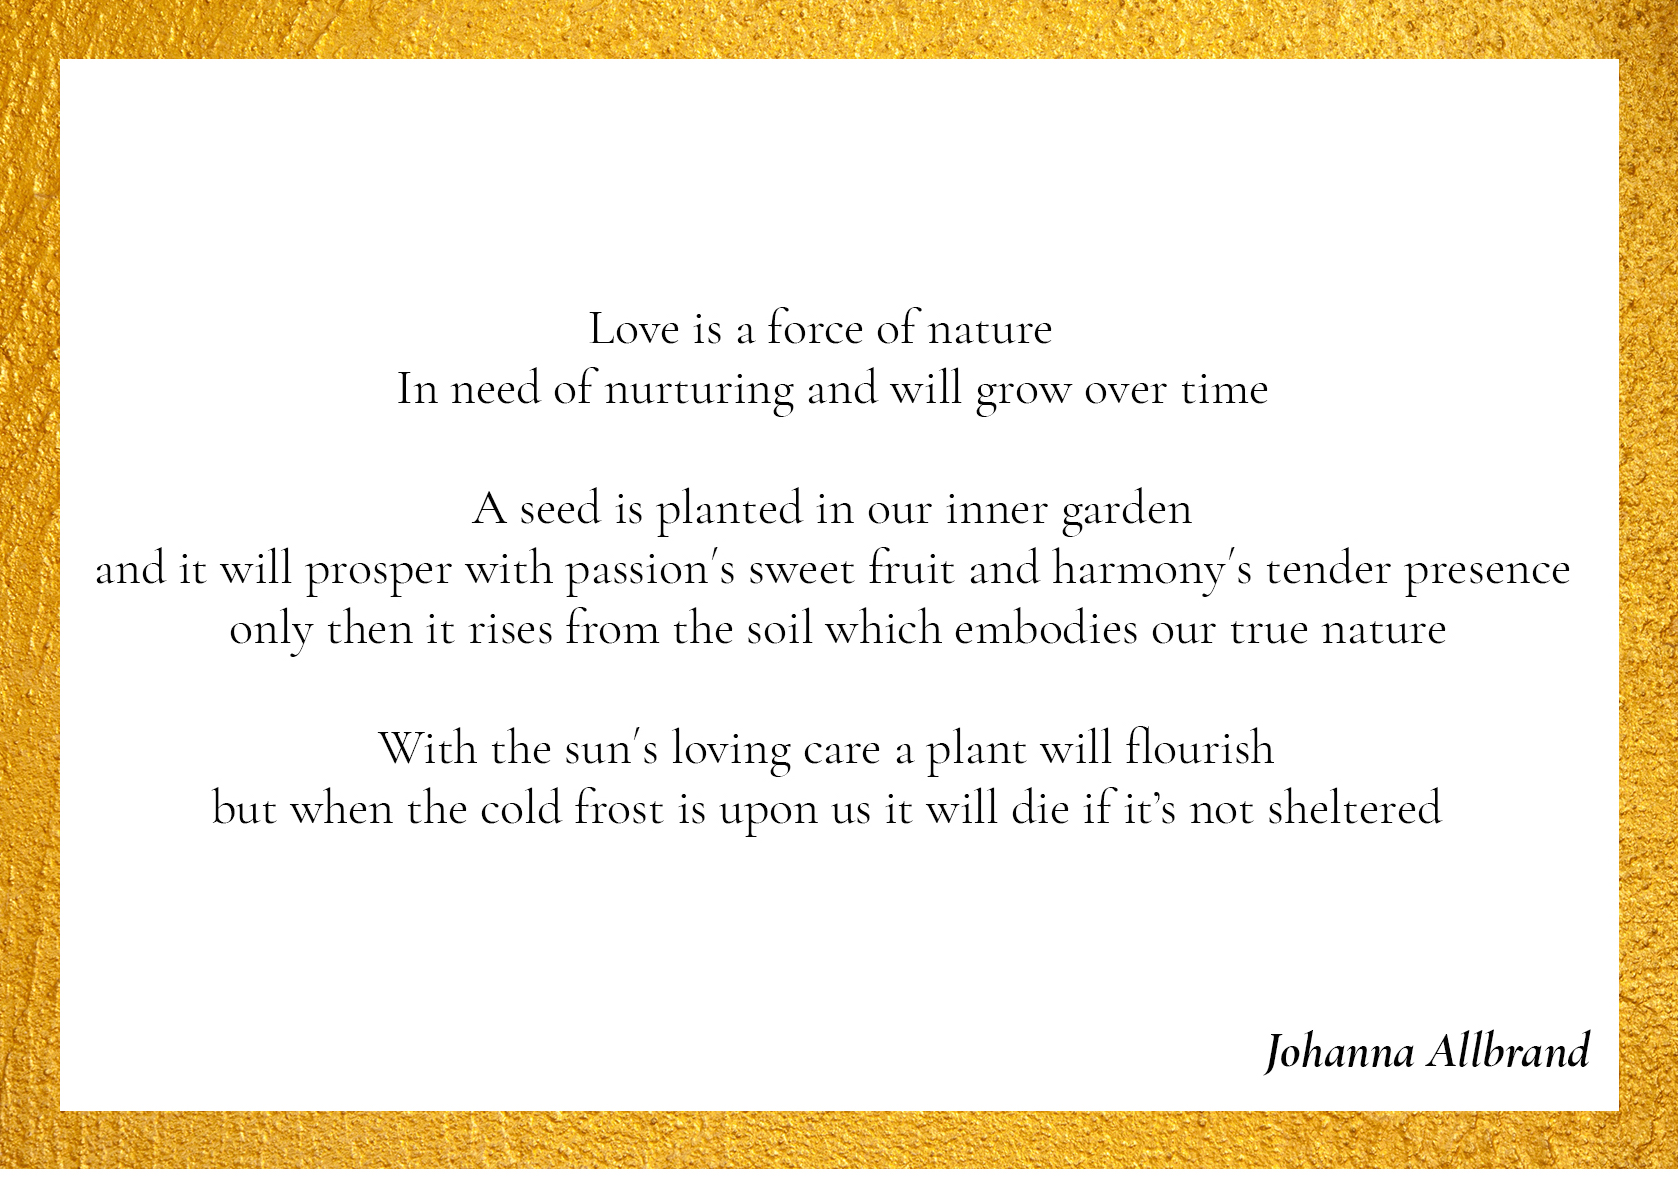 Love is a force of nature
In need of nurturing and will grow over time
A seed is planted in our inner garden
and it will prosper with passion´s sweet fruit and harmony´s tender presence
only then it rises from the soil which embodies our true nature
With the sun´s loving care a plant will flourish
but when the cold frost is upon us it will die if it’s not sheltered
Johanna Allbrand